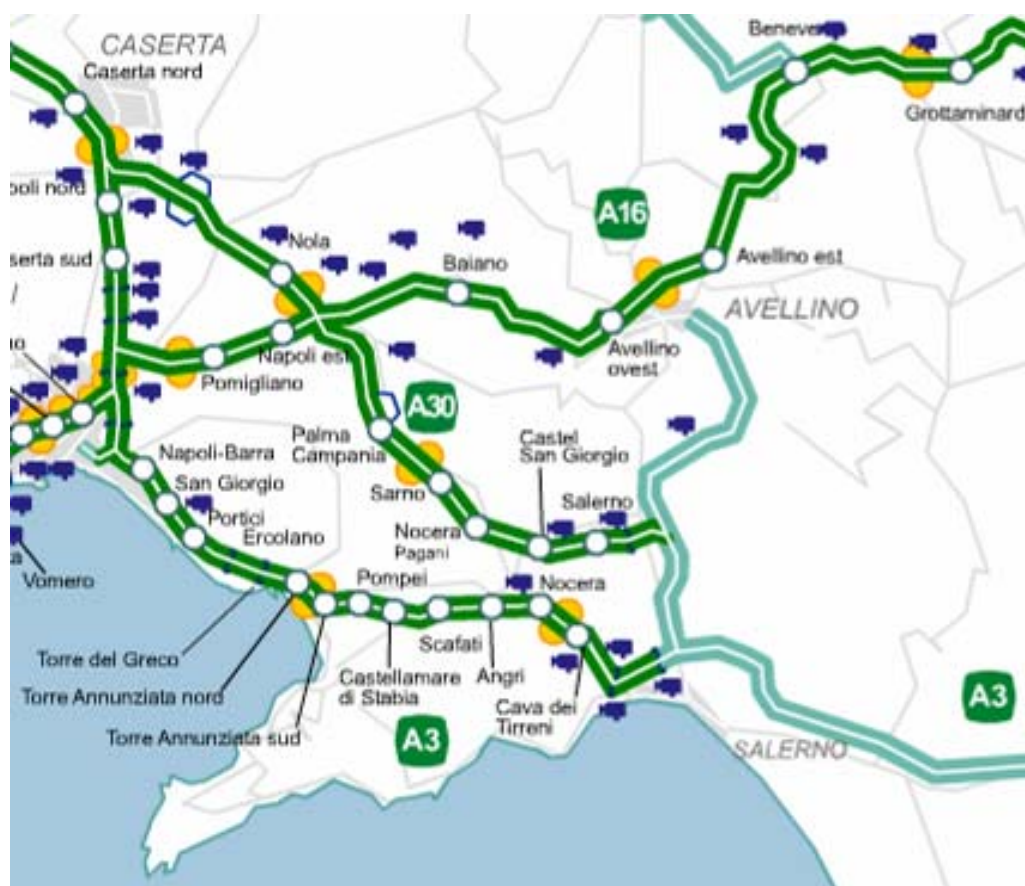 CASERTA
Caserta nord
Beneve
Grottaminard
poli nord
A16
serta sud
Nola
Baiano
Avellino est
AVELLINO
Napoli est
Pomigliano
Avellino
ovest
A30
Palma
Campania
Castel
San Giorgio
Napoli-Barra
San Giorgio
Sarno
Salerno
Portici
Ercolano
Nocera
Pagani
Vomero
Pompei
Nocera
Torre del Greco
Scafati
Castellamare
di Stabia
Angri
Torre Annunziata nord
Cava dei
Tirreni
Torre Annunziata sud
A3
A3
SALERNO